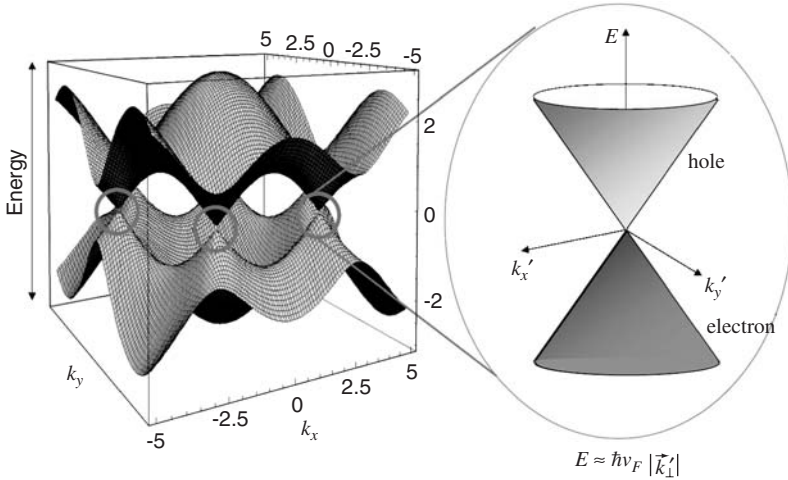 5 2.5 0 -2.5 -5
Energy
2
0
-2
k_y
-5 -2.5 0 2.5 5
k_x
E
hole
k_x′
k_y′
electron
E ≈ ħv_F |k⃗′_⊥|